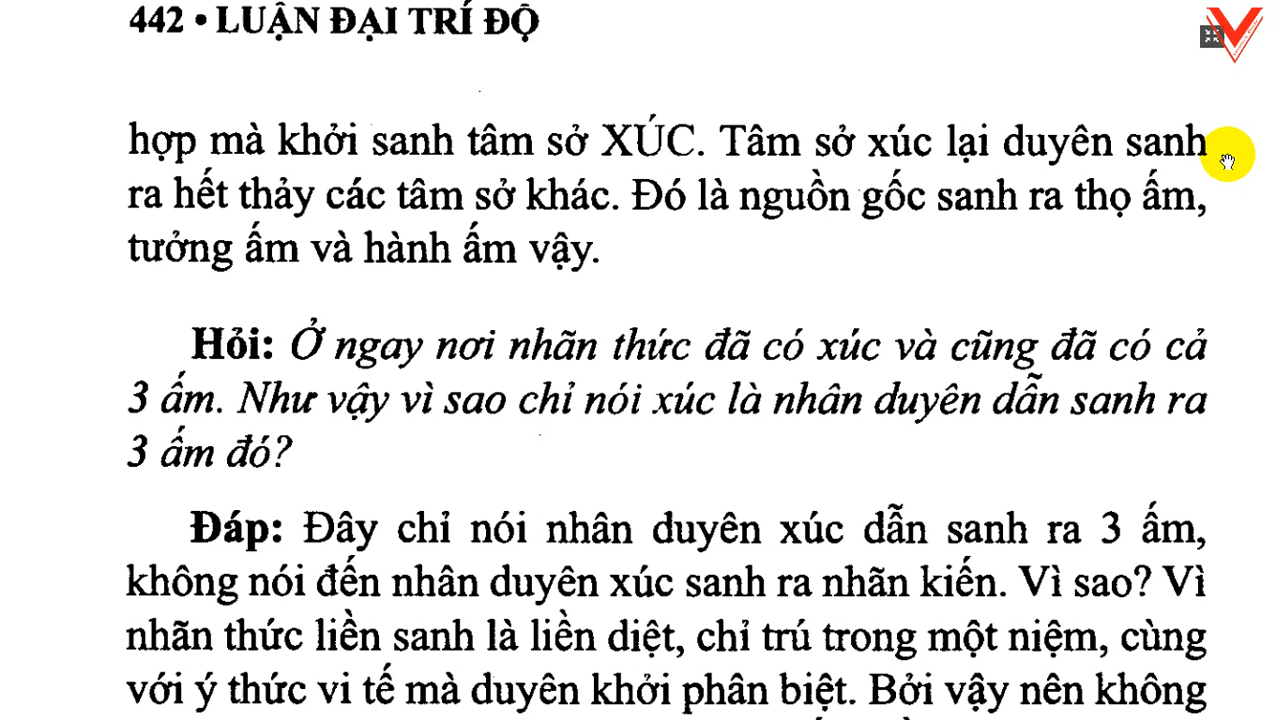 442 • LUẬN ĐẠI TRÍ ĐỘ
hợp mà khởi sanh tâm sở XÚC. Tâm sở xúc lại duyên sanh
ra hết thảy các tâm sở khác. Đó là nguồn gốc sanh ra thọ ấm,
tưởng ấm và hành ấm vậy.
Hỏi: Ở ngay nơi nhãn thức đã có xúc và cũng đã có cả
3 ấm. Như vậy vì sao chỉ nói xúc là nhân duyên dẫn sanh ra
3 ấm đó?
Đáp: Đây chỉ nói nhân duyên xúc dẫn sanh ra 3 ấm,
không nói đến nhân duyên xúc sanh ra nhãn kiến. Vì sao? Vì
nhãn thức liền sanh là liền diệt, chỉ trú trong một niệm, cùng
với ý thức vi tế mà duyên khởi phân biệt. Bởi vậy nên không